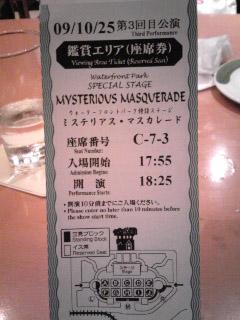 09/10/25 第3回目公演
Third Performance
鑑賞エリア(座席券)
Viewing Area Ticket (Reserved Seat)
Waterfront Park
SPECIAL STAGE
MYSTERIOUS MASQUERADE
ウォーターフロントパーク特設ステージ
ミステリアス・マスカレード
座席番号 C-7-3
Seat Number
入場開始 17:55
Admission Begins
開演 18:25
Performance Starts
・開演10分前までにご入場ください。
・Please enter no later than 10 minutes before
the show start time.
立見ブロック
Standing Block
イス席
Reserved Seat
ステージ
Stage